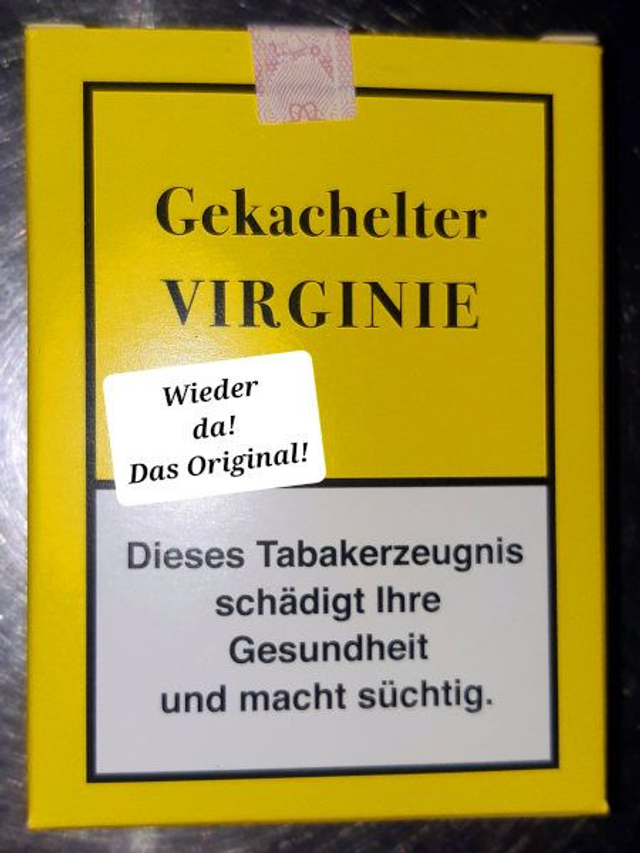 Gekachelter
VIRGINIE
Wieder
da!
Das Original!
Dieses Tabakerzeugnis
schädigt Ihre
Gesundheit
und macht süchtig.